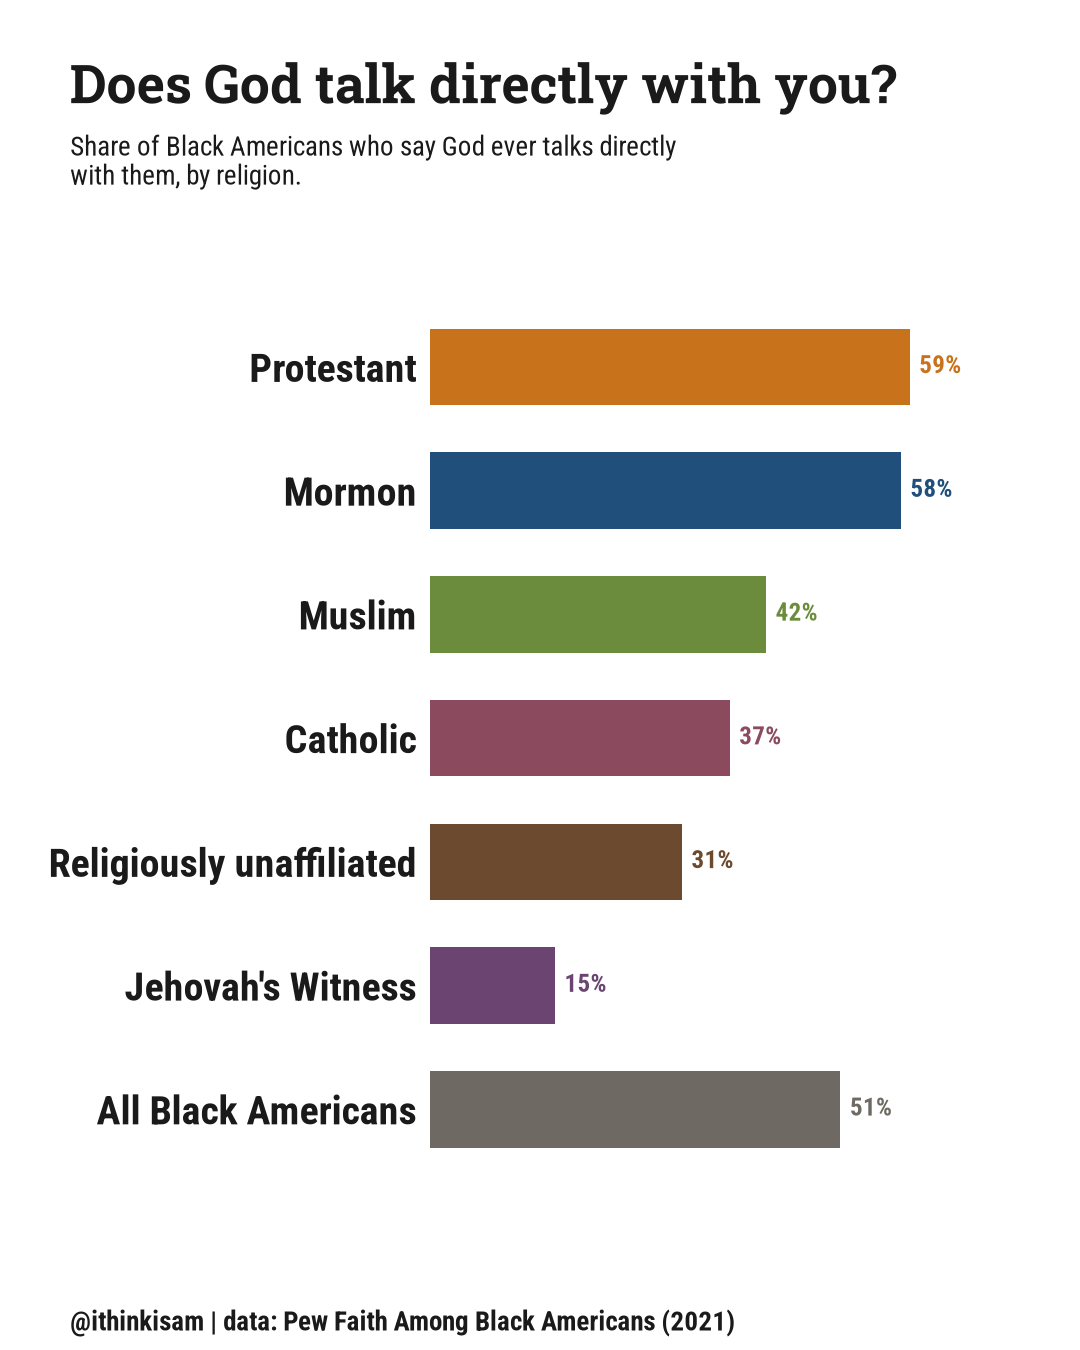 Does God talk directly with you?
Share of Black Americans who say God ever talks directly
with them, by religion.
Protestant 59%
Mormon 58%
Muslim 42%
Catholic 37%
Religiously unaffiliated 31%
Jehovah's Witness 15%
All Black Americans 51%
@ithinkisam | data: Pew Faith Among Black Americans (2021)